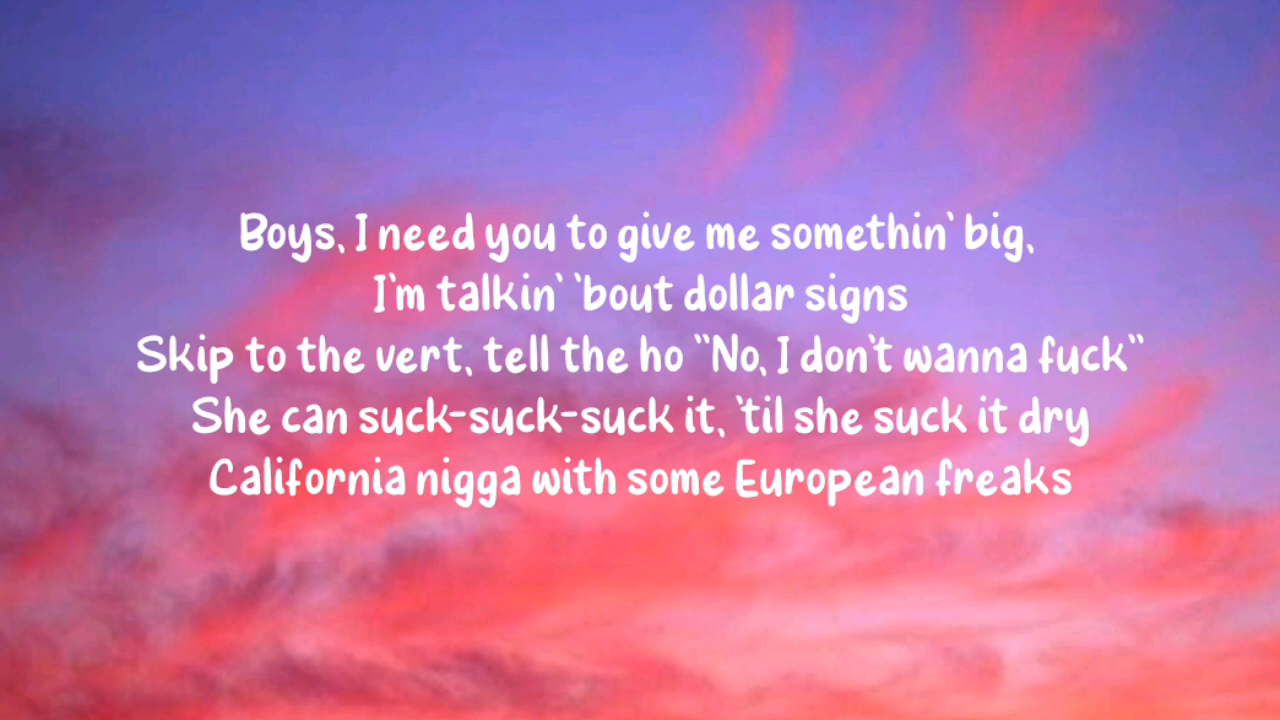 Boys, I need you to give me somethin' big,
I'm talkin' 'bout dollar signs
Skip to the vert, tell the ho "No, I don't wanna fuck"
She can suck-suck-suck it, 'til she suck it dry
California nigga with some European freaks